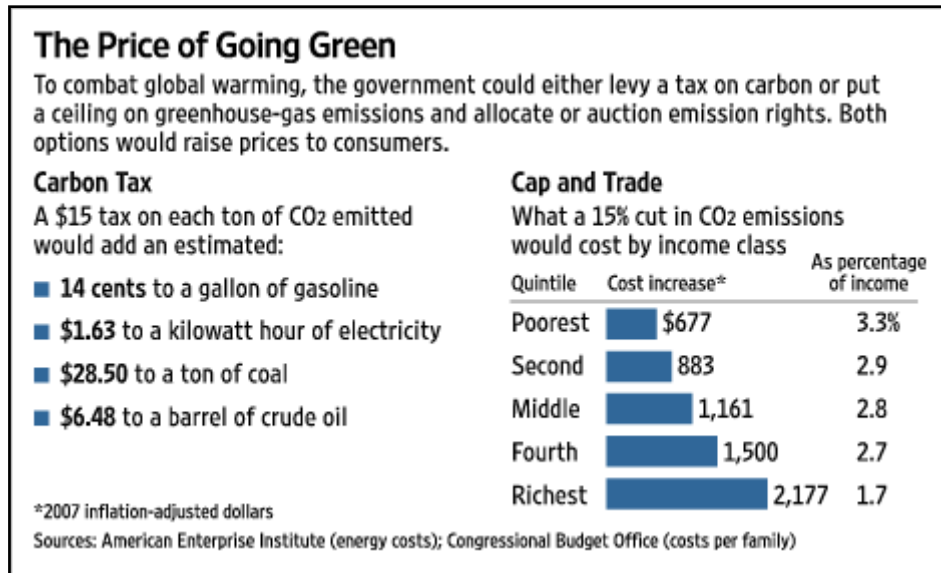 The Price of Going Green
To combat global warming, the government could either levy a tax on carbon or put
a ceiling on greenhouse-gas emissions and allocate or auction emission rights. Both
options would raise prices to consumers.
Carbon Tax
A $15 tax on each ton of CO2 emitted
would add an estimated:
14 cents to a gallon of gasoline
$1.63 to a kilowatt hour of electricity
$28.50 to a ton of coal
$6.48 to a barrel of crude oil
Cap and Trade
What a 15% cut in CO2 emissions
would cost by income class
Quintile Cost increase* As percentage
of income
Poorest $677 3.3%
Second 883 2.9
Middle 1,161 2.8
Fourth 1,500 2.7
Richest 2,177 1.7
*2007 inflation-adjusted dollars
Sources: American Enterprise Institute (energy costs); Congressional Budget Office (costs per family)